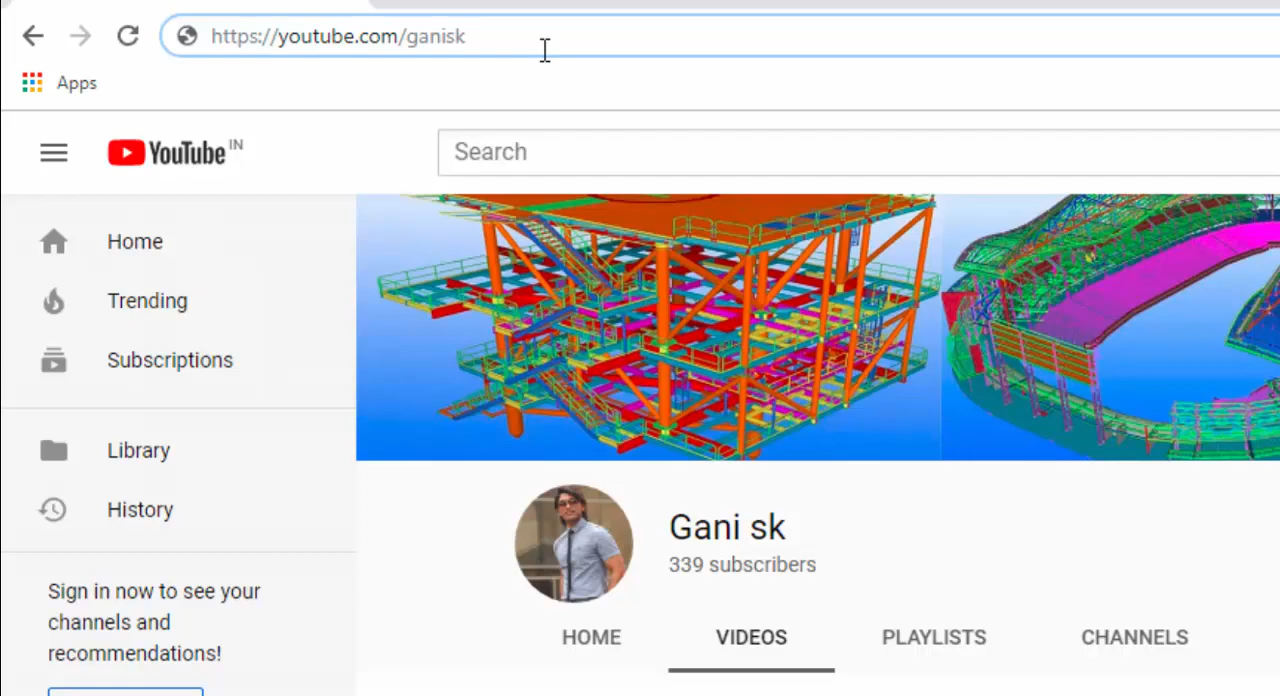 https://youtube.com/ganisk
Apps
YouTube IN
Search
Home
Trending
Subscriptions
Library
History
Sign in now to see your
channels and
recommendations!
Gani sk
339 subscribers
HOME VIDEOS PLAYLISTS CHANNELS